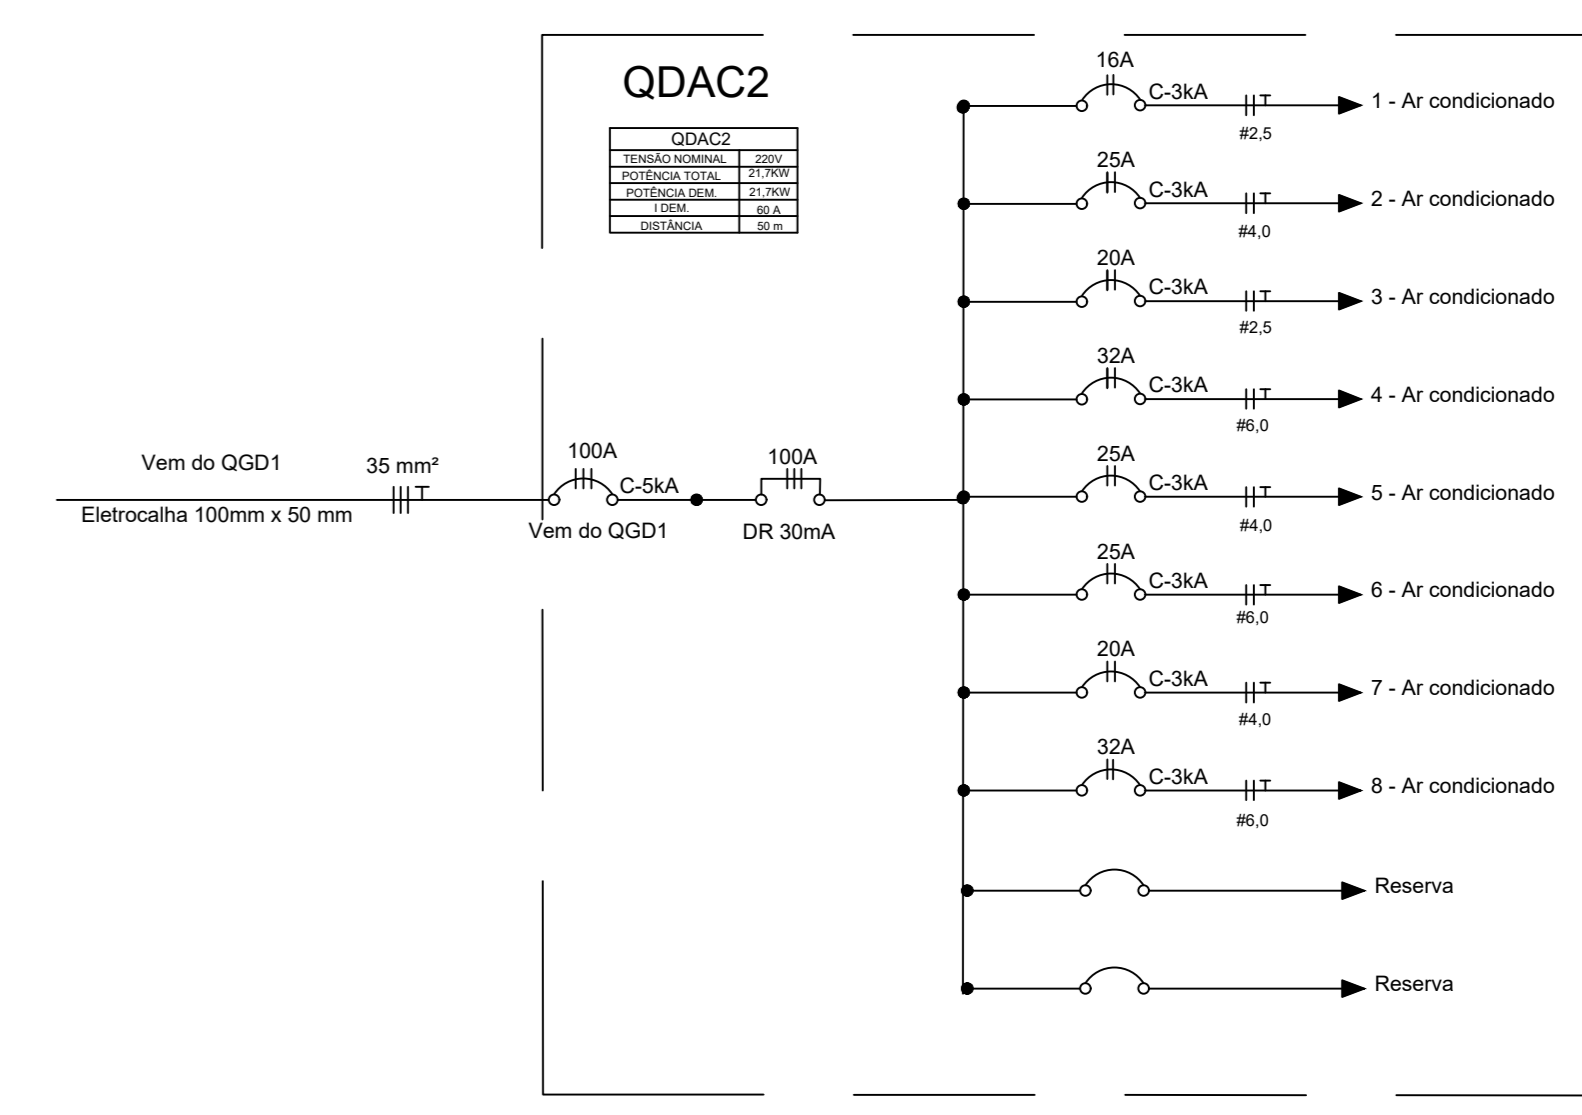 QDAC2
QDAC2
TENSÃO NOMINAL 220V
POTÊNCIA TOTAL 21,7KW
POTÊNCIA DEM. 21,7KW
I DEM. 60 A
DISTÂNCIA 50 m
Vem do QGD1
35 mm²
Eletrocalha 100mm x 50 mm
100A
C-5kA
Vem do QGD1
100A
DR 30mA
16A
C-3kA
#2,5
1 - Ar condicionado
25A
C-3kA
#4,0
2 - Ar condicionado
20A
C-3kA
#2,5
3 - Ar condicionado
32A
C-3kA
#6,0
4 - Ar condicionado
25A
C-3kA
#4,0
5 - Ar condicionado
25A
C-3kA
#6,0
6 - Ar condicionado
20A
C-3kA
#4,0
7 - Ar condicionado
32A
C-3kA
#6,0
8 - Ar condicionado
Reserva
Reserva